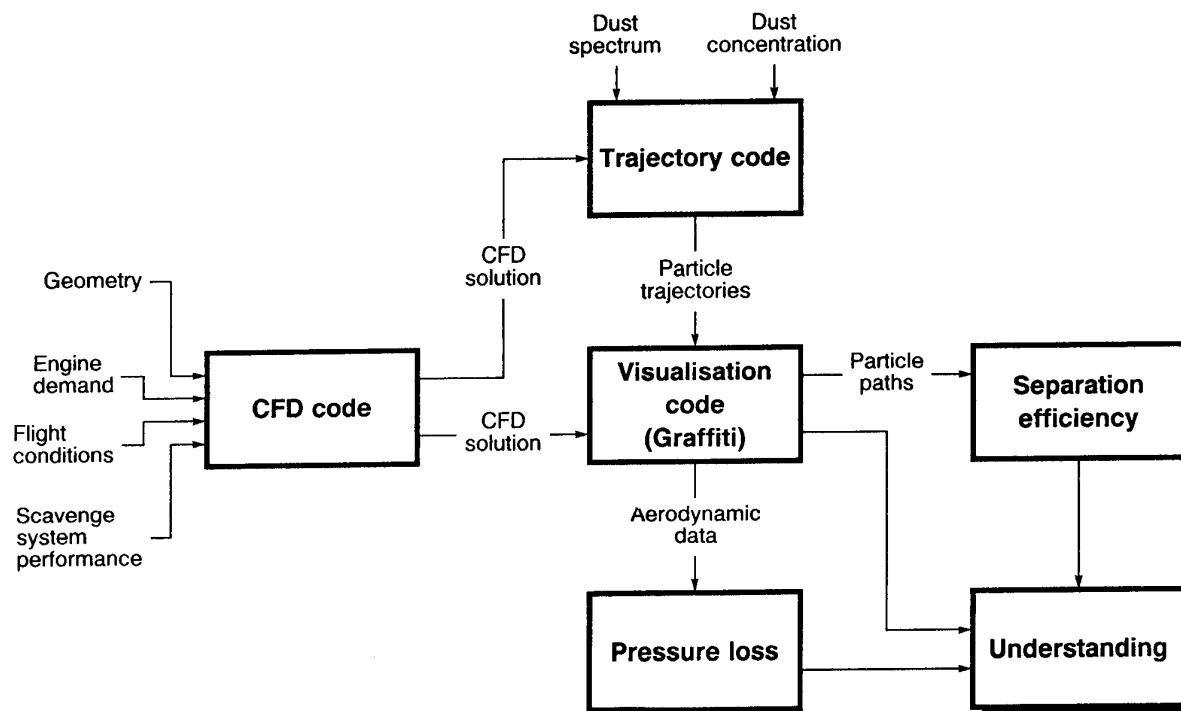 Dust
spectrum
Dust
concentration
Trajectory code
CFD
solution
Particle
trajectories
Geometry
Engine
demand
Flight
conditions
Scavenge
system
performance
CFD code
CFD
solution
Visualisation
code
(Graffiti)
Particle
paths
Separation
efficiency
Aerodynamic
data
Pressure loss
Understanding